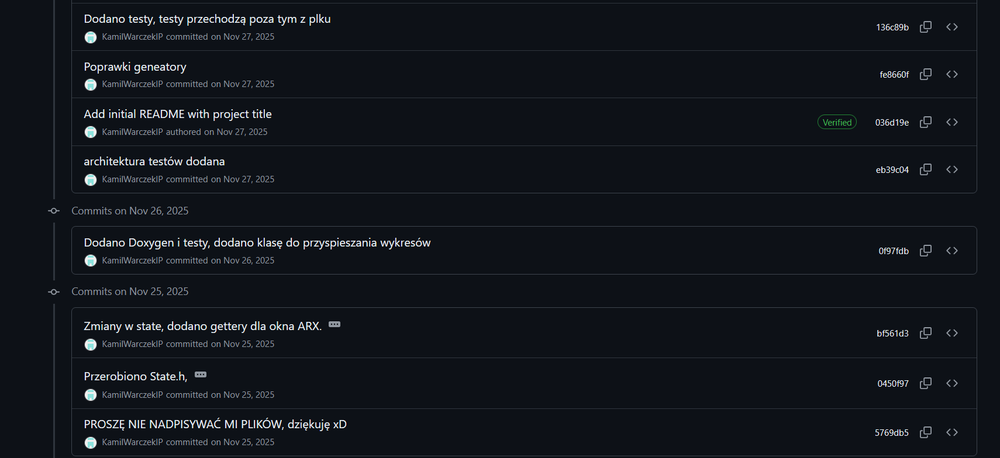 Dodano testy, testy przechodzą poza tym z plku
KamilWarczekIP committed on Nov 27, 2025
136c89b
Poprawki geneatory
KamilWarczekIP committed on Nov 27, 2025
fe8660f
Add initial README with project title
KamilWarczekIP authored on Nov 27, 2025
Verified
036d19e
architektura testów dodana
KamilWarczekIP committed on Nov 27, 2025
eb39c04
Commits on Nov 26, 2025
Dodano Doxygen i testy, dodano klasę do przyspieszania wykresów
KamilWarczekIP committed on Nov 26, 2025
0f97fdb
Commits on Nov 25, 2025
Zmiany w state, dodano gettery dla okna ARX.
KamilWarczekIP committed on Nov 25, 2025
bf561d3
Przerobiono State.h,
KamilWarczekIP committed on Nov 25, 2025
0450f97
PROSZĘ NIE NADPISYWAĆ MI PLIKÓW, dziękuję xD
KamilWarczekIP committed on Nov 25, 2025
5769db5